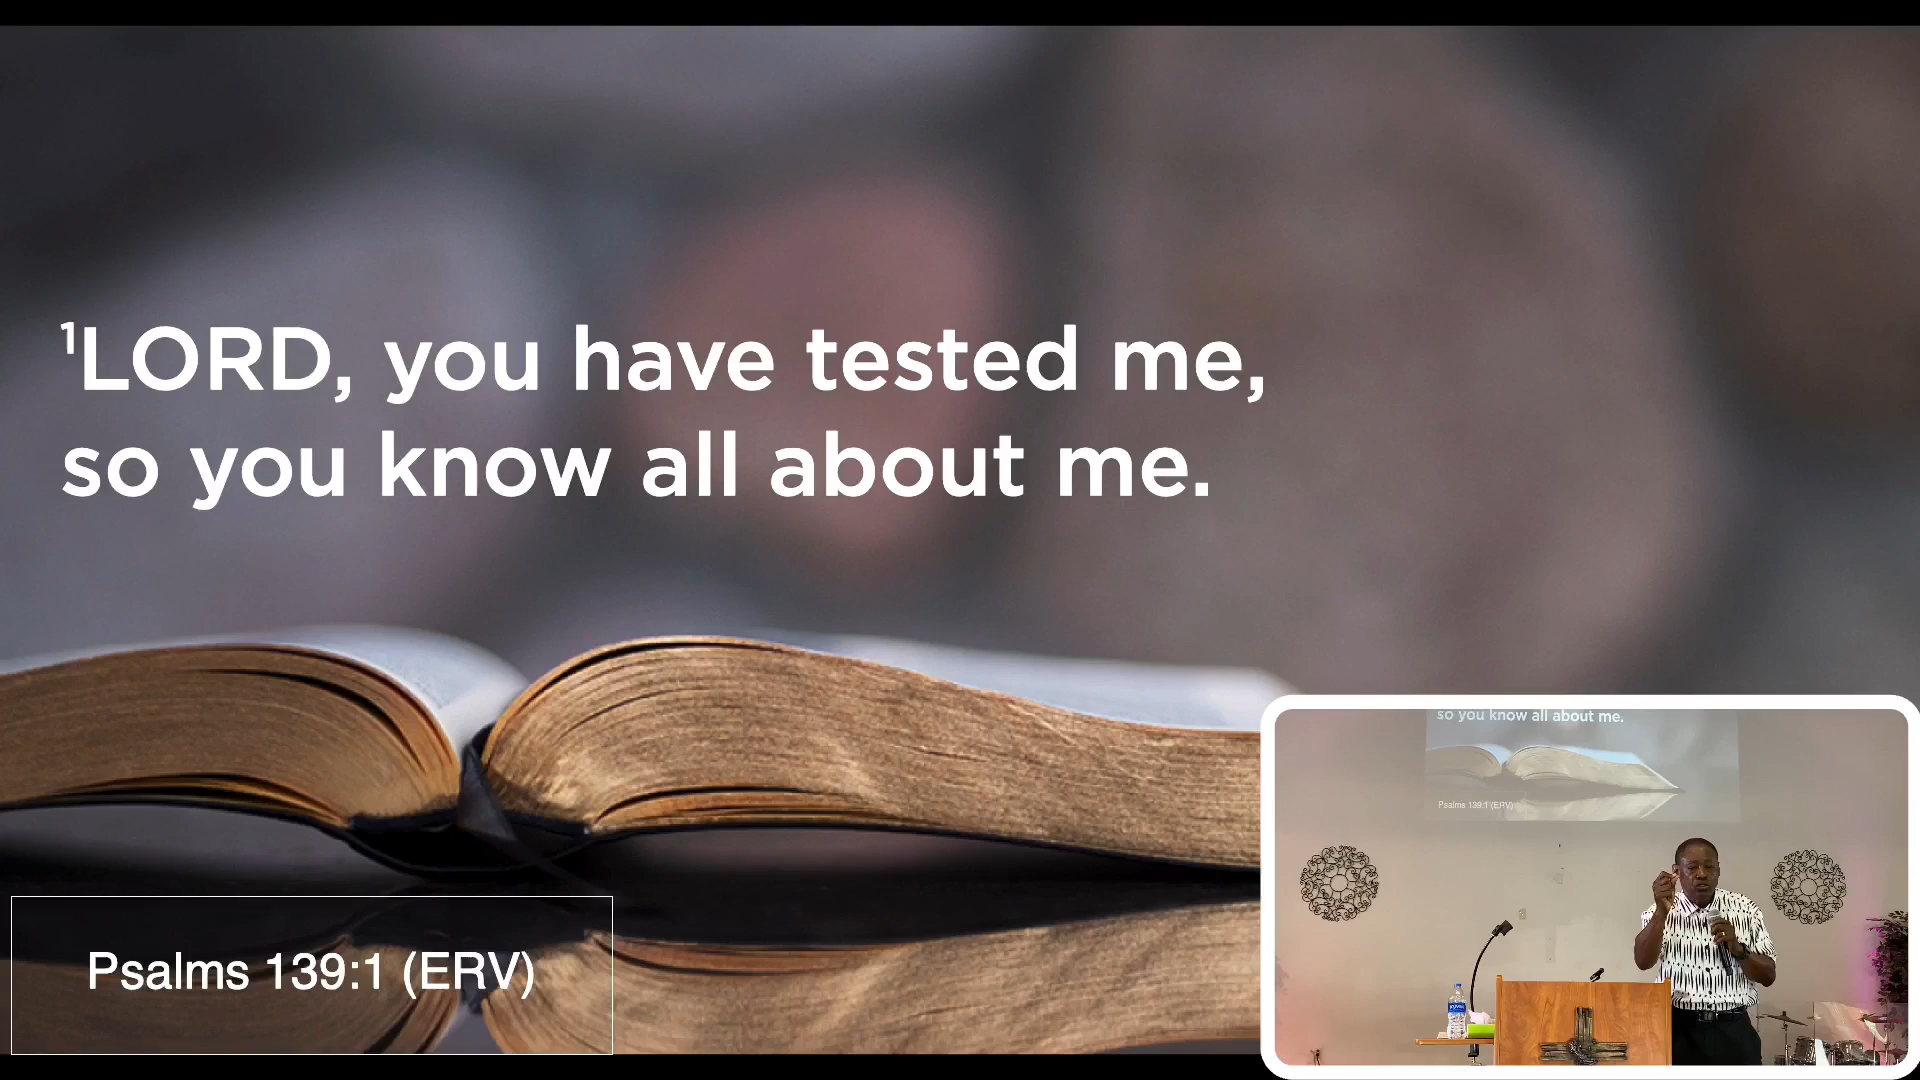 ¹LORD, you have tested me,
so you know all about me.
Psalms 139:1 (ERV)
so you know all about me.
Psalms 139:1 (ERV)